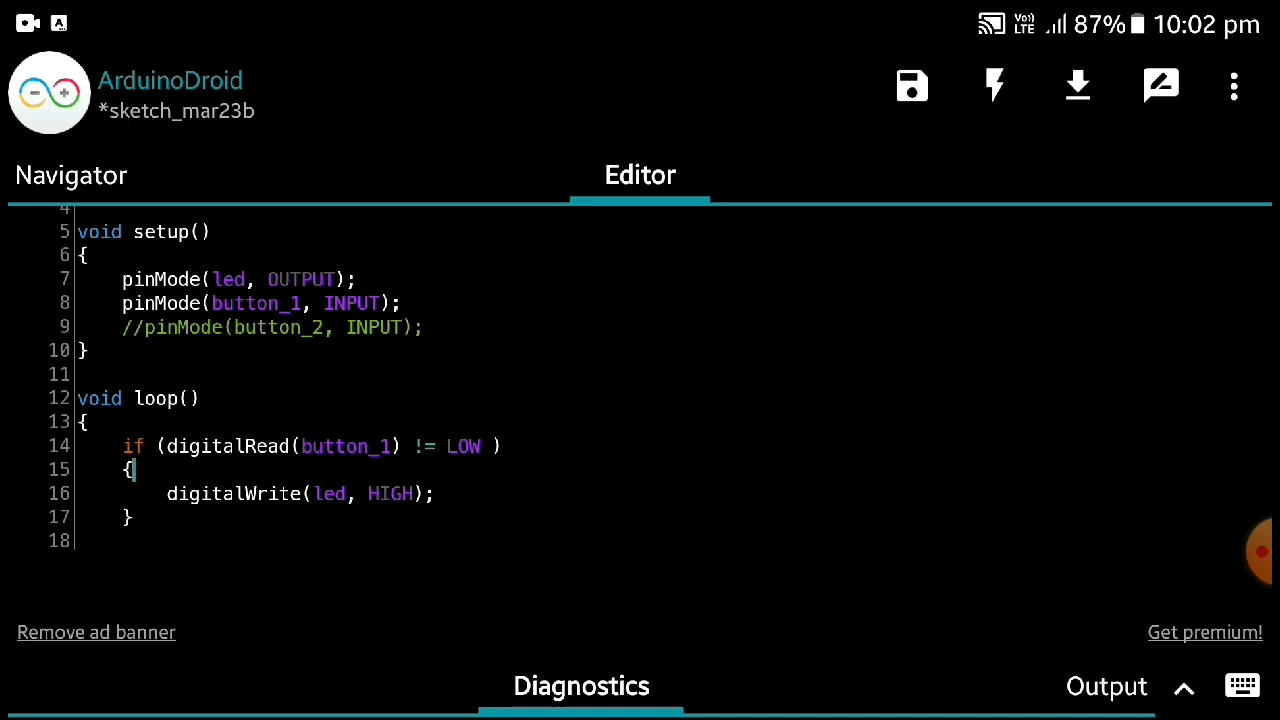 87% 10:02 pm
ArduinoDroid
*sketch_mar23b
Navigator Editor
4
5 void setup()
6 {
7     pinMode(led, OUTPUT);
8     pinMode(button_1, INPUT);
9     //pinMode(button_2, INPUT);
10 }
11
12 void loop()
13 {
14     if (digitalRead(button_1) != LOW )
15     {
16         digitalWrite(led, HIGH);
17     }
18
Remove ad banner Get premium!
Diagnostics Output